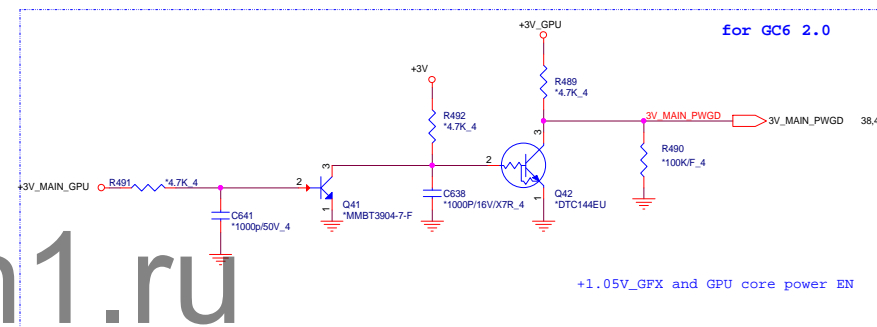 +3V_GPU
for GC6 2.0
+3V
R489
*4.7K_4
R492
*4.7K_4
3V_MAIN_PWGD
3V_MAIN_PWGD
38,4
3
R490
*100K/F_4
+3V_MAIN_GPU
R491
*4.7K_4
2
3
2
Q41
*MMBT3904-7-F
1
C638
*1000P/16V/X7R_4
Q42
*DTC144EU
1
C641
*1000p/50V_4
+1.05V_GFX and GPU core power EN
1.ru